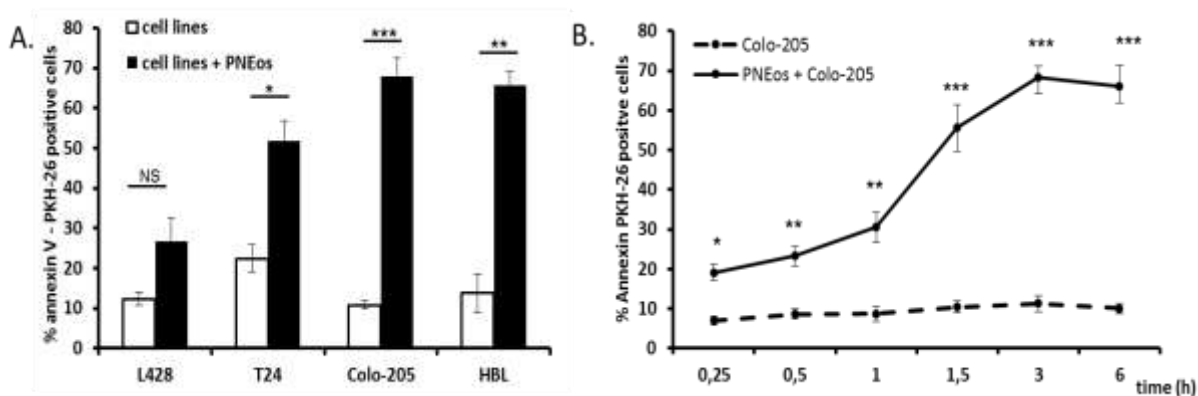 A.
% annexin V - PKH-26 positive cells
80
70
60
50
40
30
20
10
0
cell lines
cell lines + PNEos
NS
*
***
**
L428
T24
Colo-205
HBL
B.
% Annexin PKH-26 positve cells
80
70
60
50
40
30
20
10
0
Colo-205
PNEos + Colo-205
*
**
**
***
***
***
0,25
0,5
1
1,5
3
6
time (h)